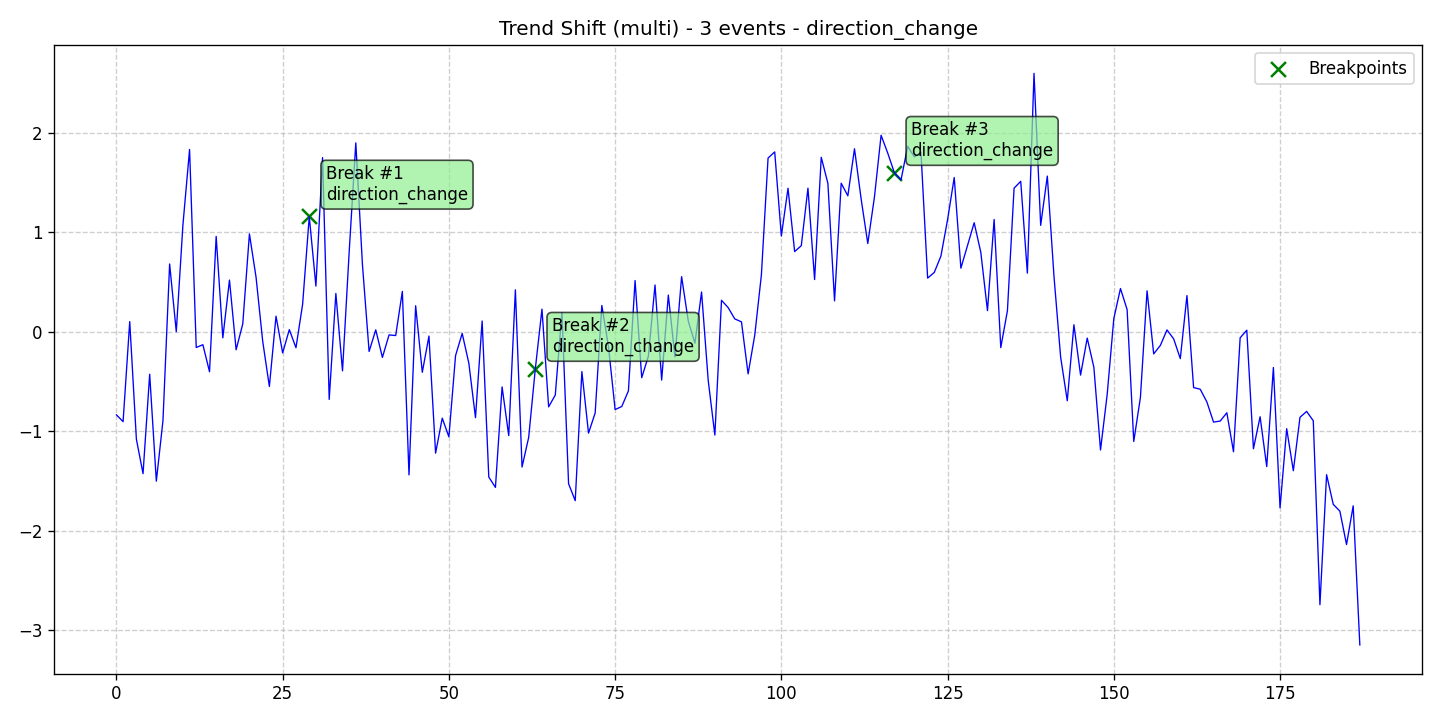 Trend Shift (multi) - 3 events - direction_change
Breakpoints
Break #3
direction_change
Break #1
direction_change
Break #2
direction_change
2
1
0
−1
−2
−3
0
25
50
75
100
125
150
175